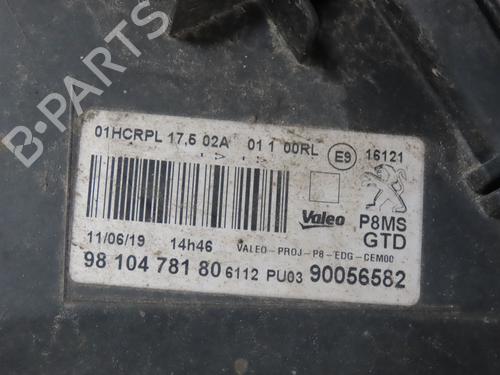 01HCRPL 17,5 02A 01 1 00RL E9 16121
Valeo P8MS
GTD
11/06/19 14h46 VALEO-PROJ-P8-EDG-CEM00
98 104 781 80 6112 PU03 90056582
B-PARTS